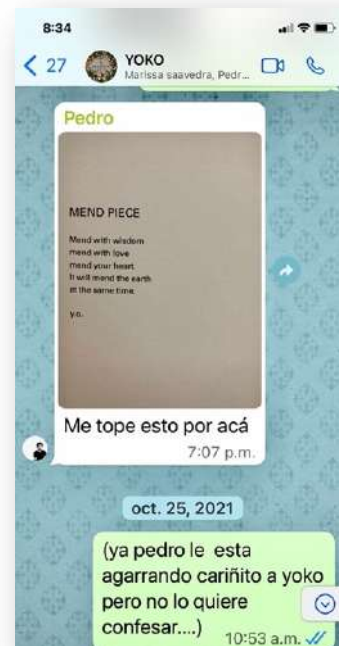 8:34
27
YOKO
Marissa saavedra, Pedr...
Pedro
MEND PIECE
Mend with wisdom
mend with love
mend your heart
It will mend the earth
at the same time.
y.o.
Me tope esto por acá
7:07 p.m.
oct. 25, 2021
(ya pedro le esta
agarrando cariñito a yoko
pero no lo quiere
confesar....)
10:53 a.m.